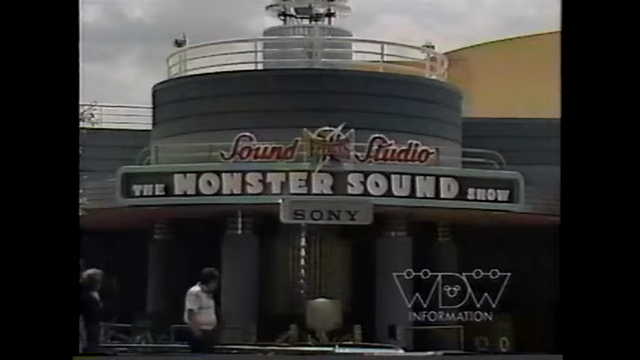 Sound Studio
THE MONSTER SOUND SHOW
SONY
WDW
INFORMATION